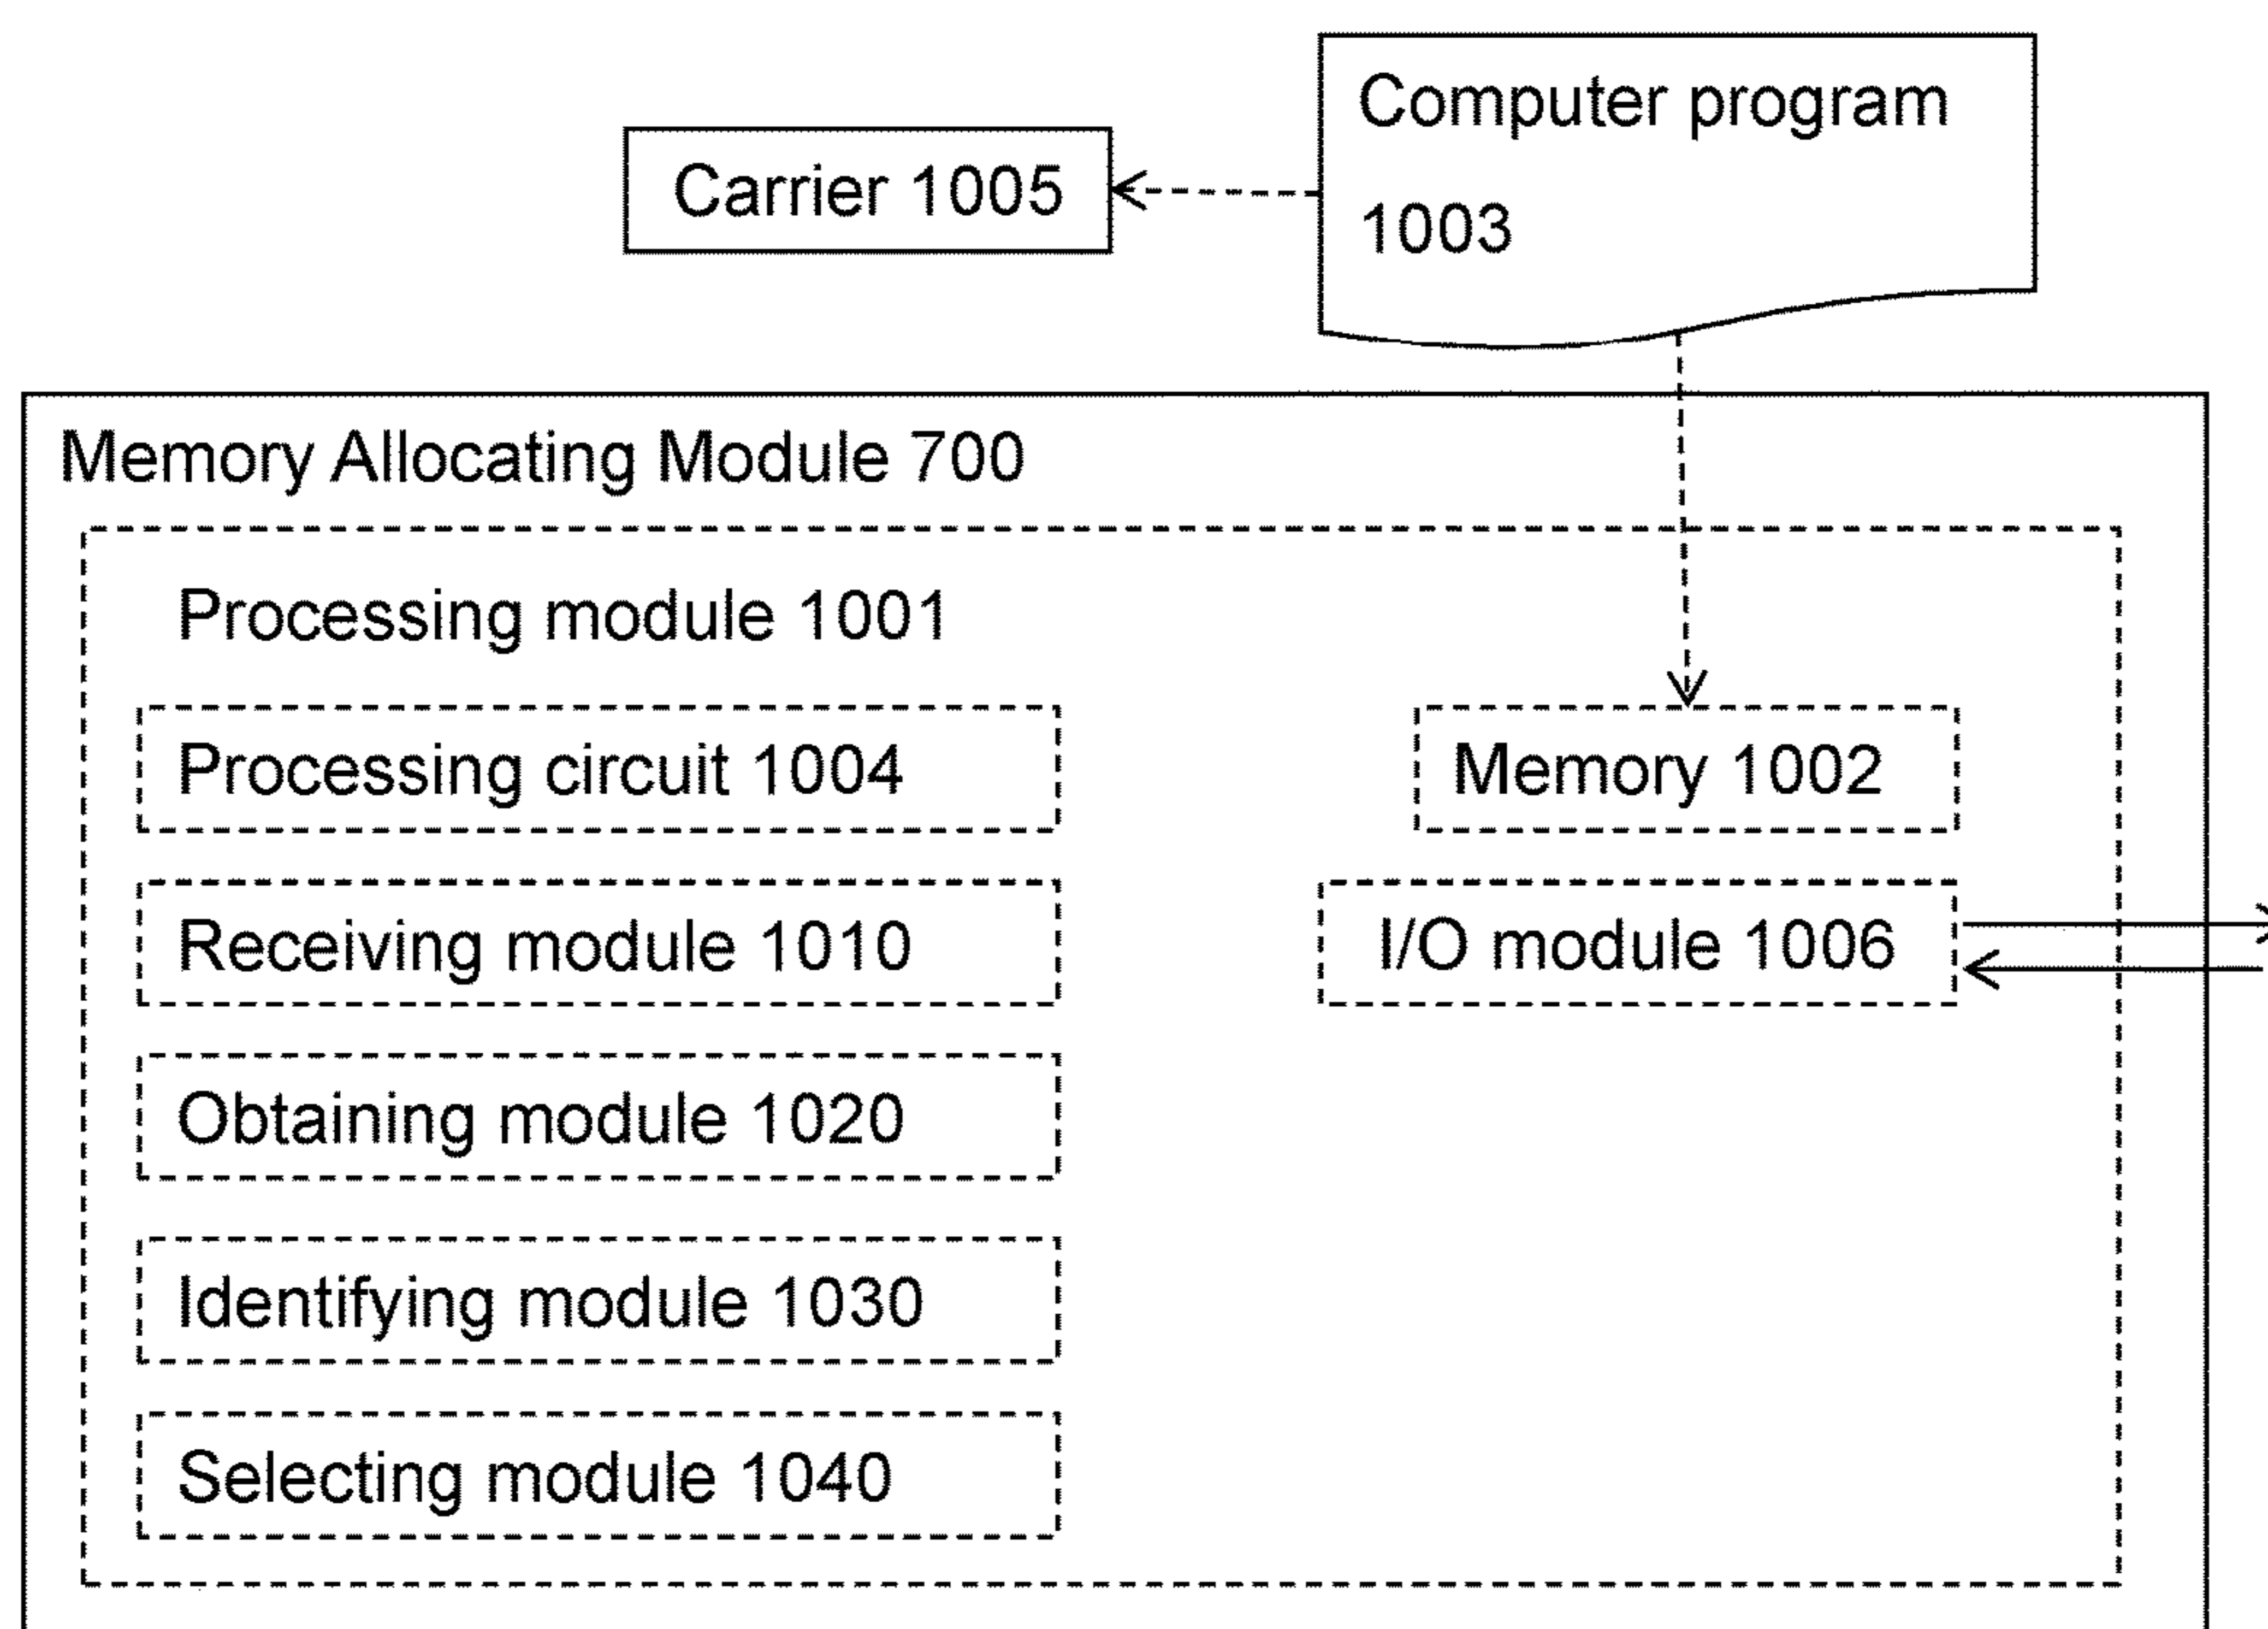 Computer program
1003
Carrier 1005
Memory Allocating Module 700
Processing module 1001
Processing circuit 1004
Memory 1002
Receiving module 1010
I/O module 1006
Obtaining module 1020
Identifying module 1030
Selecting module 1040